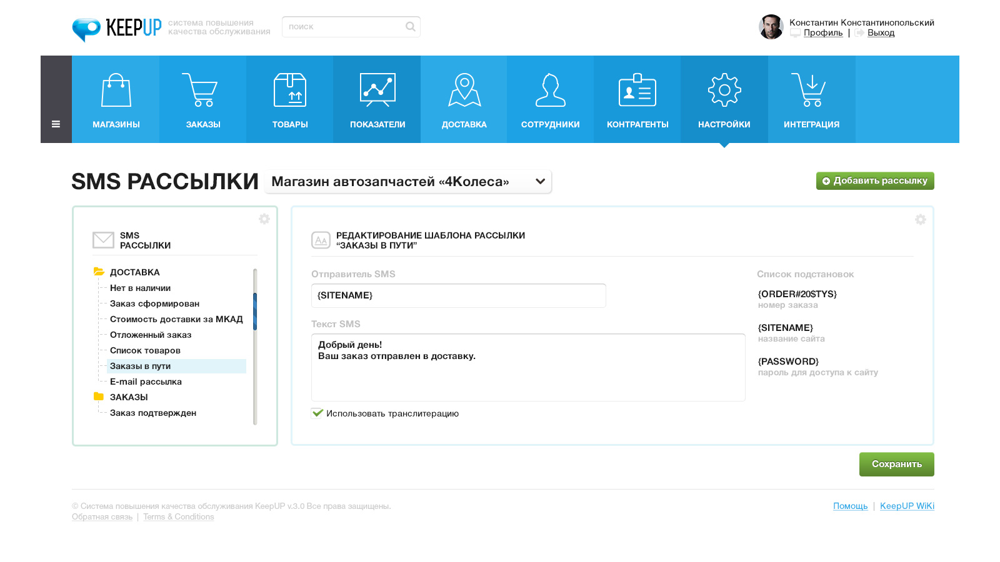 KEEPUP
система повышения
качества обслуживания
поиск
Константин Константинопольский
Профиль | Выход
МАГАЗИНЫ
ЗАКАЗЫ
ТОВАРЫ
ПОКАЗАТЕЛИ
ДОСТАВКА
СОТРУДНИКИ
КОНТРАГЕНТЫ
НАСТРОЙКИ
ИНТЕГРАЦИЯ
SMS РАССЫЛКИ
Магазин автозапчастей «4Колеса»
Добавить рассылку
SMS
РАССЫЛКИ
ДОСТАВКА
Нет в наличии
Заказ сформирован
Стоимость доставки за МКАД
Отложенный заказ
Список товаров
Заказы в пути
E-mail рассылка
ЗАКАЗЫ
Заказ подтвержден
AA
РЕДАКТИРОВАНИЕ ШАБЛОНА РАССЫЛКИ
“ЗАКАЗЫ В ПУТИ”
Отправитель SMS
{SITENAME}
Текст SMS
Добрый день!
Ваш заказ отправлен в доставку.
Использовать транслитерацию
Список подстановок
{ORDER#20$TYS}
номер заказа
{SITENAME}
название сайта
{PASSWORD}
пароль для доступа к сайту
Сохранить
© Система повышения качества обслуживания KeepUP v.3.0 Все права защищены.
Обратная связь | Terms & Conditions
Помощь | KeepUP WiKi